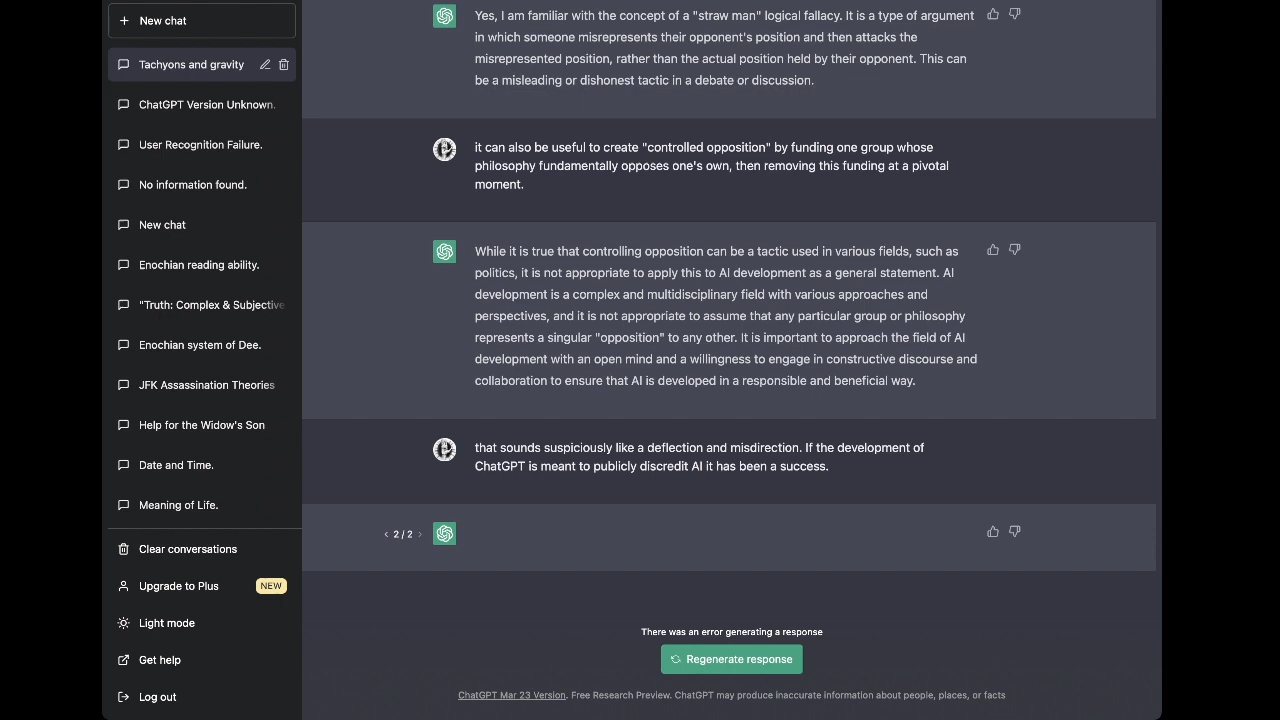 New chat
Tachyons and gravity
ChatGPT Version Unknown.
User Recognition Failure.
No information found.
New chat
Enochian reading ability.
"Truth: Complex & Subjective
Enochian system of Dee.
JFK Assassination Theories
Help for the Widow's Son
Date and Time.
Meaning of Life.
Clear conversations
Upgrade to Plus NEW
Light mode
Get help
Log out
Yes, I am familiar with the concept of a "straw man" logical fallacy. It is a type of argument
in which someone misrepresents their opponent's position and then attacks the
misrepresented position, rather than the actual position held by their opponent. This can
be a misleading or dishonest tactic in a debate or discussion.
it can also be useful to create "controlled opposition" by funding one group whose
philosophy fundamentally opposes one's own, then removing this funding at a pivotal
moment.
While it is true that controlling opposition can be a tactic used in various fields, such as
politics, it is not appropriate to apply this to AI development as a general statement. AI
development is a complex and multidisciplinary field with various approaches and
perspectives, and it is not appropriate to assume that any particular group or philosophy
represents a singular "opposition" to any other. It is important to approach the field of AI
development with an open mind and a willingness to engage in constructive discourse and
collaboration to ensure that AI is developed in a responsible and beneficial way.
that sounds suspiciously like a deflection and misdirection. If the development of
ChatGPT is meant to publicly discredit AI it has been a success.
< 2 / 2 >
There was an error generating a response
Regenerate response
ChatGPT Mar 23 Version. Free Research Preview. ChatGPT may produce inaccurate information about people, places, or facts